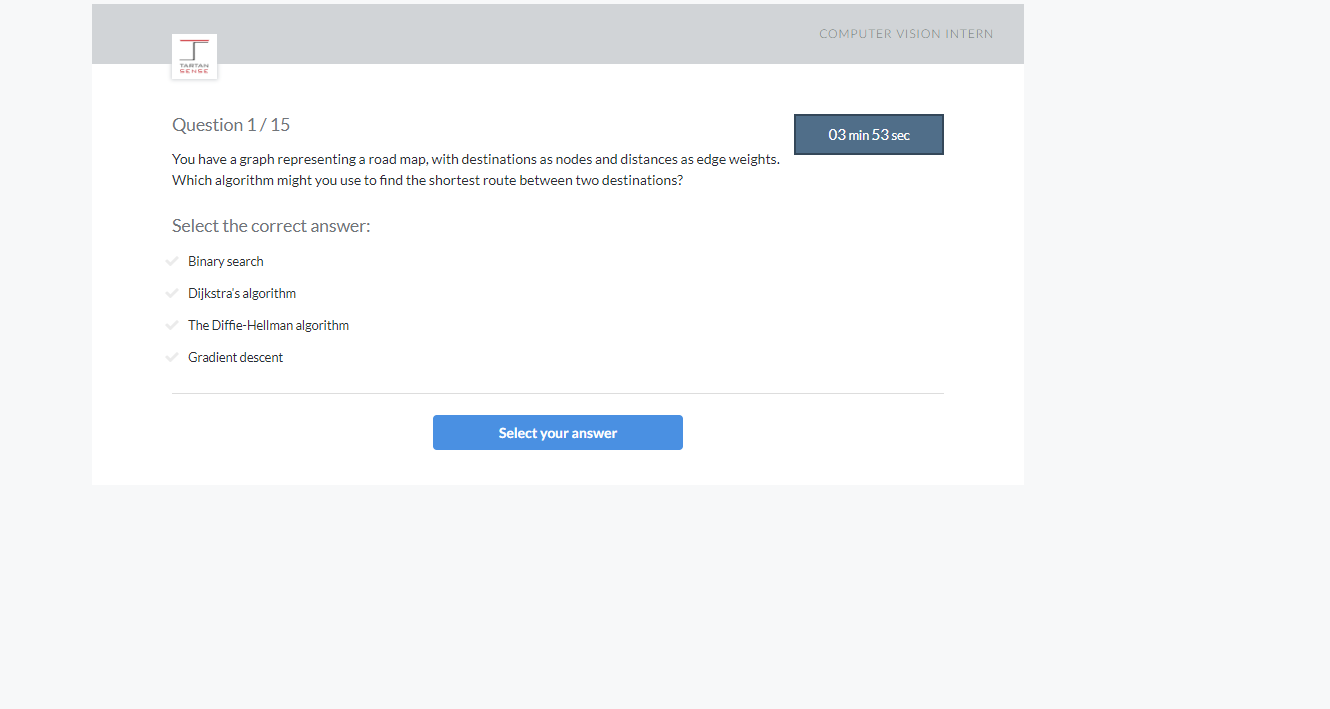 COMPUTER VISION INTERN
TARTAN
SENSE
Question 1 / 15
03 min 53 sec
You have a graph representing a road map, with destinations as nodes and distances as edge weights.
Which algorithm might you use to find the shortest route between two destinations?
Select the correct answer:
Binary search
Dijkstra's algorithm
The Diffie-Hellman algorithm
Gradient descent
Select your answer